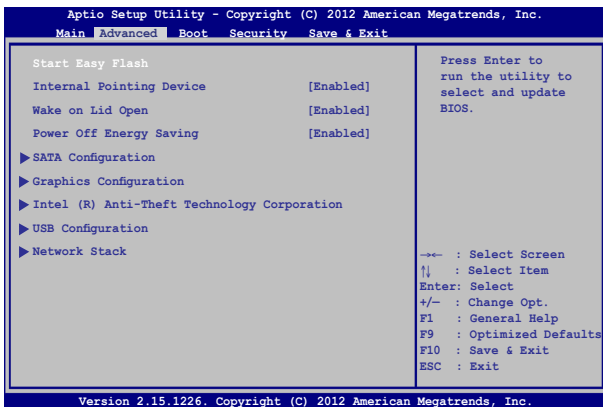 Aptio Setup Utility - Copyright (C) 2012 American Megatrends, Inc.
Main Advanced Boot Security Save & Exit
Start Easy Flash
Internal Pointing Device [Enabled]
Wake on Lid Open [Enabled]
Power Off Energy Saving [Enabled]
SATA Configuration
Graphics Configuration
Intel (R) Anti-Theft Technology Corporation
USB Configuration
Network Stack
Press Enter to
run the utility to
select and update
BIOS.
→← : Select Screen
↑↓ : Select Item
Enter: Select
+/— : Change Opt.
F1 : General Help
F9 : Optimized Defaults
F10 : Save & Exit
ESC : Exit
Version 2.15.1226. Copyright (C) 2012 American Megatrends, Inc.